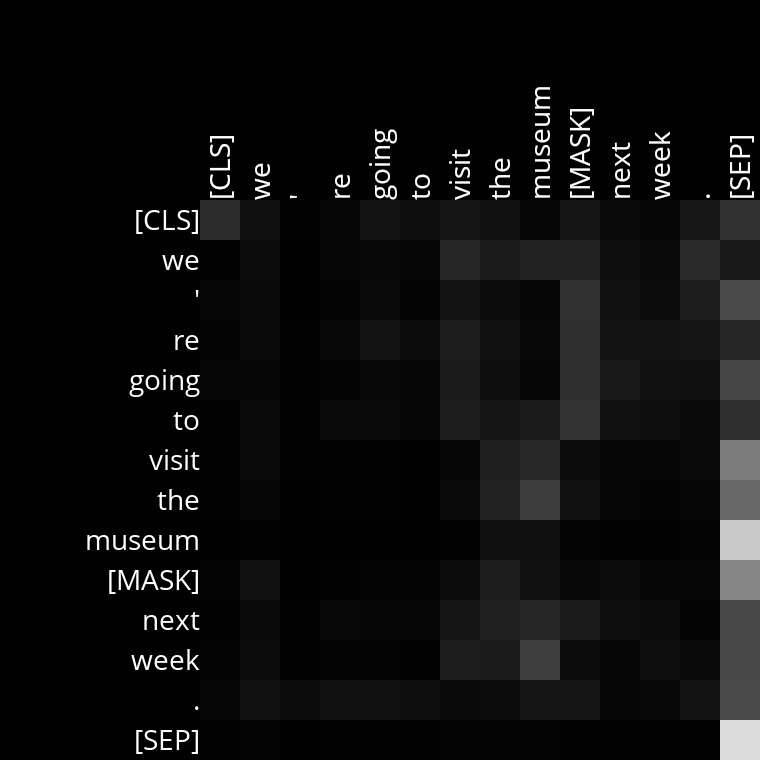 [CLS] we ' re going to visit the museum [MASK] next week . [SEP]
[CLS]
we
'
re
going
to
visit
the
museum
[MASK]
next
week
.
[SEP]